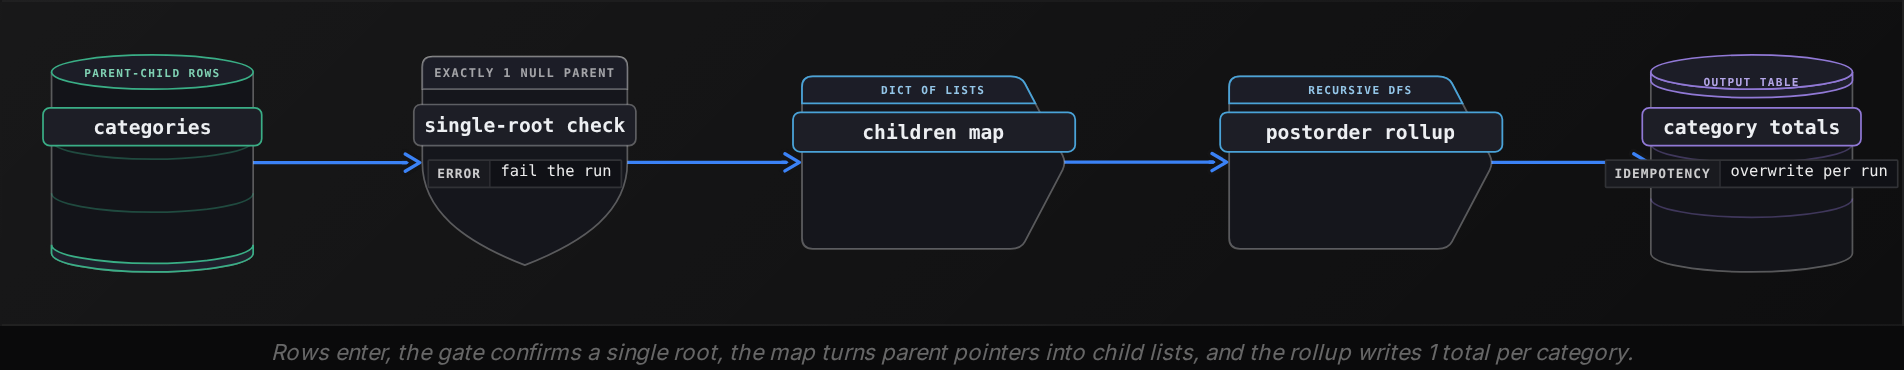 PARENT-CHILD ROWS
categories
EXACTLY 1 NULL PARENT
single-root check
ERROR fail the run
DICT OF LISTS
children map
RECURSIVE DFS
postorder rollup
OUTPUT TABLE
category totals
IDEMPOTENCY overwrite per run
Rows enter, the gate confirms a single root, the map turns parent pointers into child lists, and the rollup writes 1 total per category.